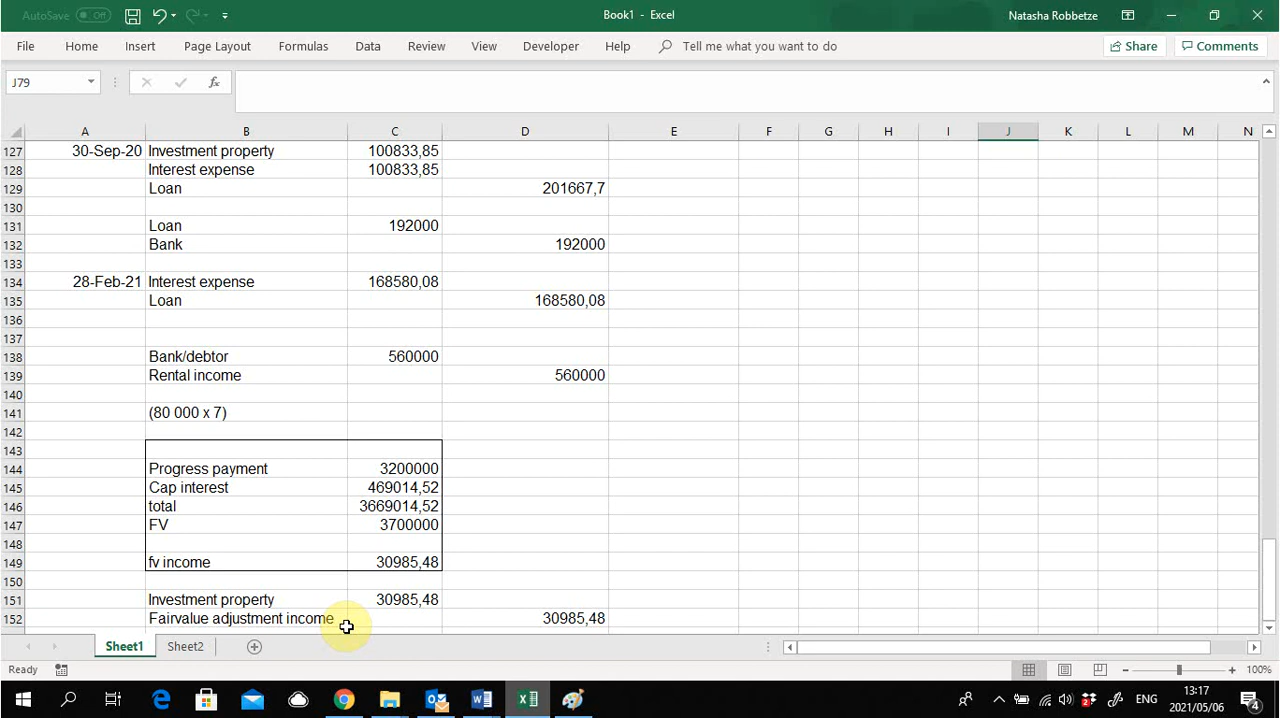 AutoSave Off
Book1 - Excel
Natasha Robbetze
File Home Insert Page Layout Formulas Data Review View Developer Help Tell me what you want to do Share Comments
J79 fx
A B C D E F G H I J K L M N
127 30-Sep-20 Investment property 100833,85
128 Interest expense 100833,85
129 Loan 201667,7
130
131 Loan 192000
132 Bank 192000
133
134 28-Feb-21 Interest expense 168580,08
135 Loan 168580,08
136
137
138 Bank/debtor 560000
139 Rental income 560000
140
141 (80 000 x 7)
142
143
144 Progress payment 3200000
145 Cap interest 469014,52
146 total 3669014,52
147 FV 3700000
148
149 fv income 30985,48
150
151 Investment property 30985,48
152 Fairvalue adjustment income 30985,48
Sheet1 Sheet2
Ready 100%
ENG 13:17
2021/05/06 4